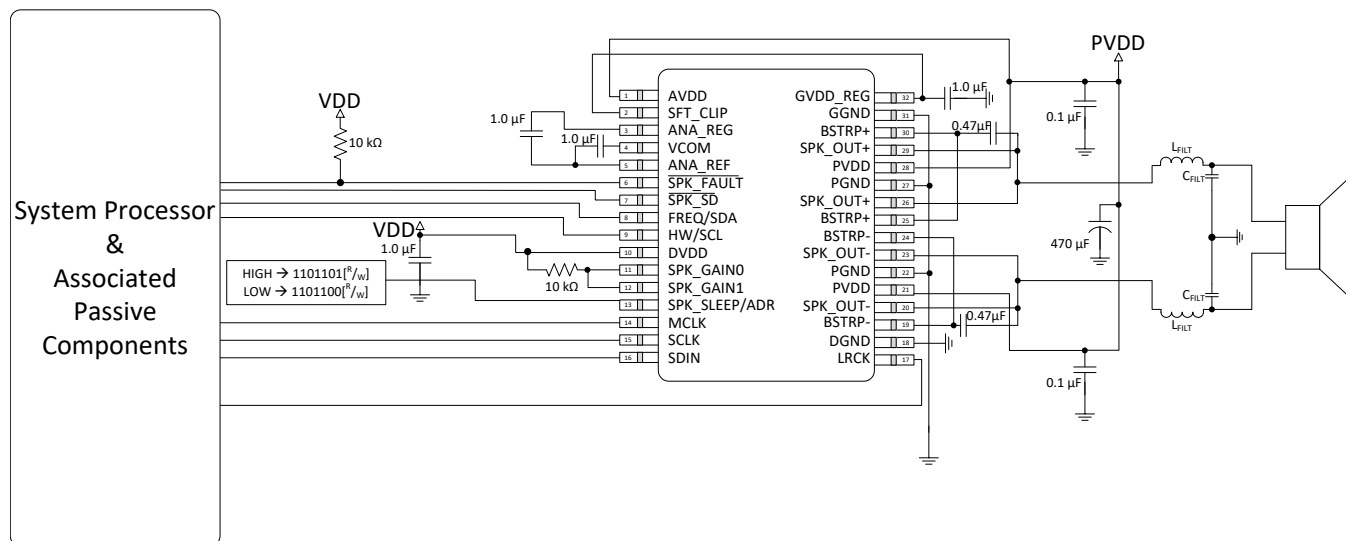 System Processor
&
Associated
Passive
Components
VDD
10 kΩ
1.0 µF
1.0 µF
VDD
1.0 µF
HIGH → 1101101[R/W]
LOW → 1101100[R/W]
10 kΩ
1 AVDD
2 SFT_CLIP
3 ANA_REG
4 VCOM
5 ANA_REF
6 SPK_FAULT
7 SPK_SD
8 FREQ/SDA
9 HW/SCL
10 DVDD
11 SPK_GAIN0
12 SPK_GAIN1
13 SPK_SLEEP/ADR
14 MCLK
15 SCLK
16 SDIN
GVDD_REG 32
GGND 31
BSTRP+ 30
SPK_OUT+ 29
PVDD 28
PGND 27
SPK_OUT+ 26
BSTRP+ 25
BSTRP- 24
SPK_OUT- 23
PGND 22
PVDD 21
SPK_OUT- 20
BSTRP- 19
DGND 18
LRCK 17
1.0 µF
0.47µF
0.47µF
PVDD
0.1 µF
470 µF
0.1 µF
LFILT
CFILT
CFILT
LFILT